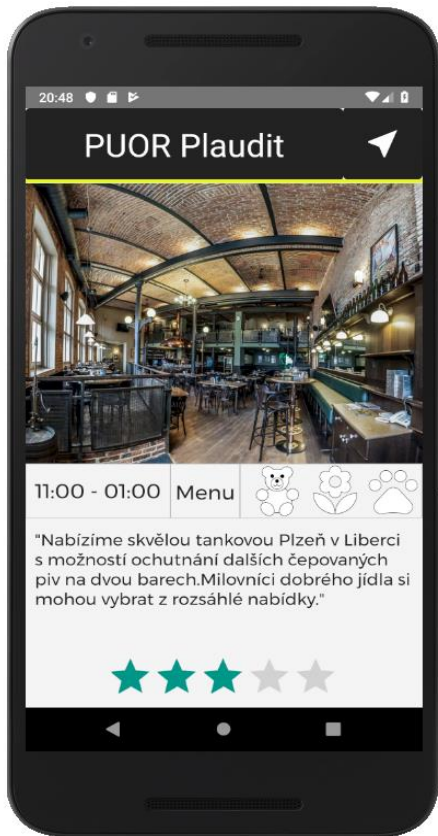 20:48
PUOR Plaudit
11:00 - 01:00 Menu
"Nabízíme skvělou tankovou Plzeň v Liberci
s možností ochutnání dalších čepovaných
piv na dvou barech.Milovníci dobrého jídla si
mohou vybrat z rozsáhlé nabídky."